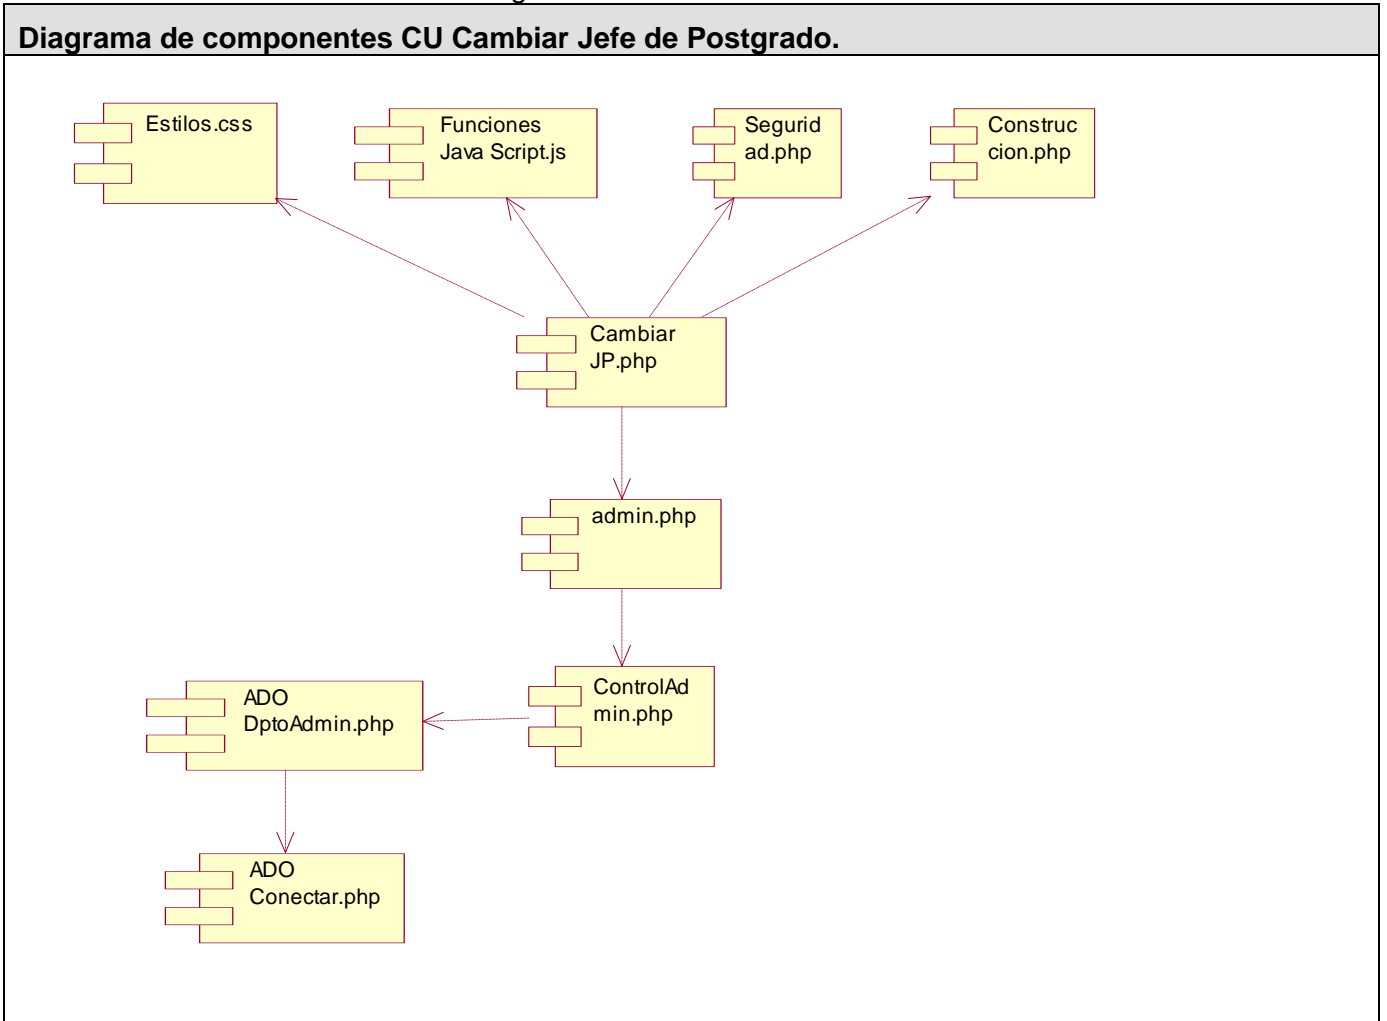 Diagrama de componentes CU Cambiar Jefe de Postgrado.
Estilos.css
Funciones
Java Script.js
Segurid
ad.php
Construc
cion.php
Cambiar
JP.php
admin.php
ControlAd
min.php
ADO
DptoAdmin.php
ADO
Conectar.php